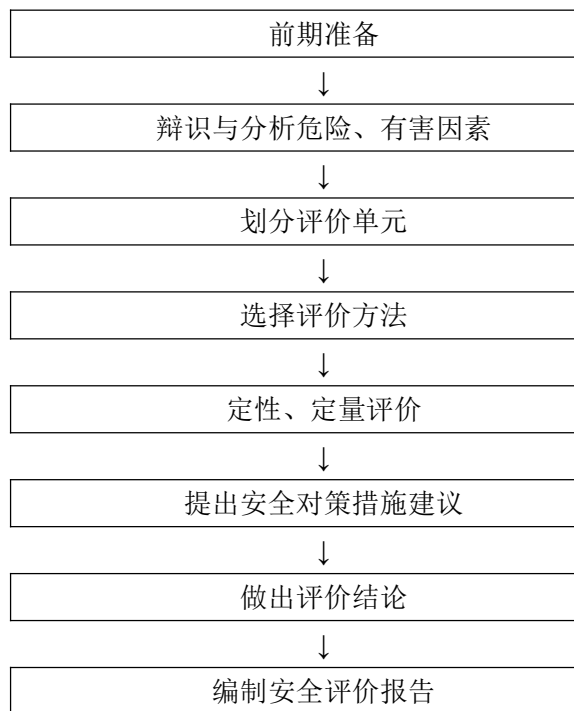 前期准备
↓
辩识与分析危险、有害因素
↓
划分评价单元
↓
选择评价方法
↓
定性、定量评价
↓
提出安全对策措施建议
↓
做出评价结论
↓
编制安全评价报告